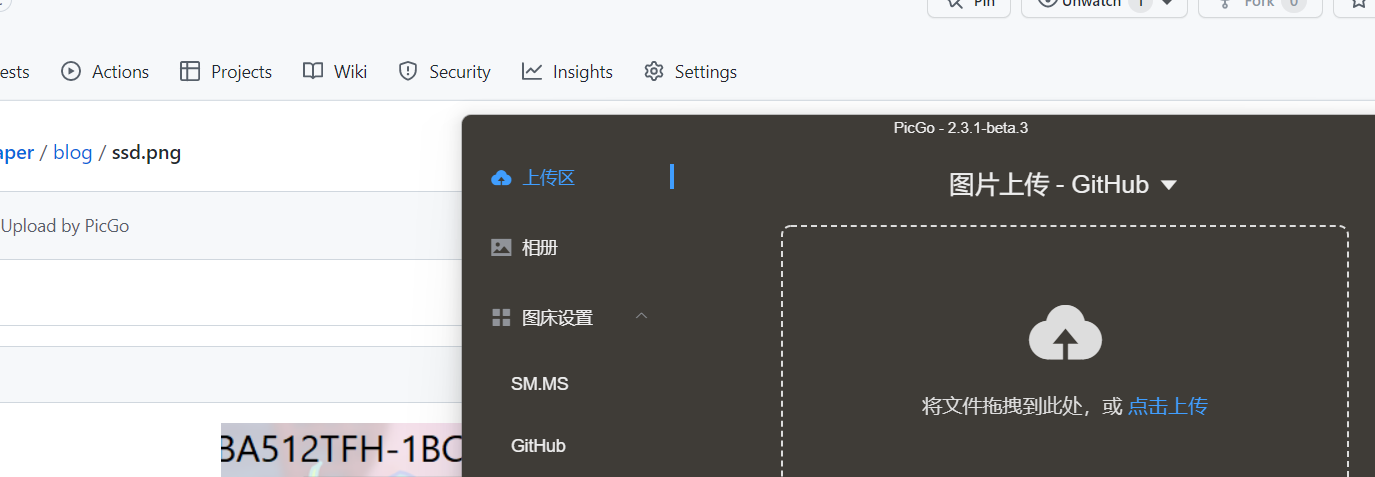 Pin
Unwatch 1
Fork 0
ests
Actions
Projects
Wiki
Security
Insights
Settings
aper / blog / ssd.png
Upload by PicGo
BA512TFH-1BC
PicGo - 2.3.1-beta.3
上传区
相册
图床设置
SM.MS
GitHub
图片上传 - GitHub
将文件拖拽到此处，或 点击上传